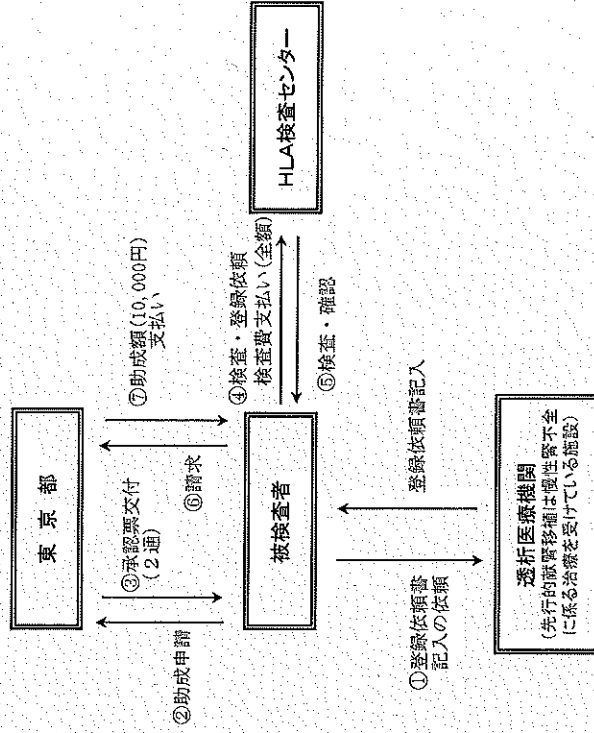 東京都
②助成申請
③承認票交付
(2通)
⑥請求
⑦助成額(10,000円)
支払い
被検査者
④検査・登録依頼
検査費支払い(全額)
⑤検査・確認
HLA検査センター
①登録依頼書
記入の依頼
登録依頼書記入
透析医療機関
(先行的献腎移植は慢性腎不全
に係る治療を受けている施設)